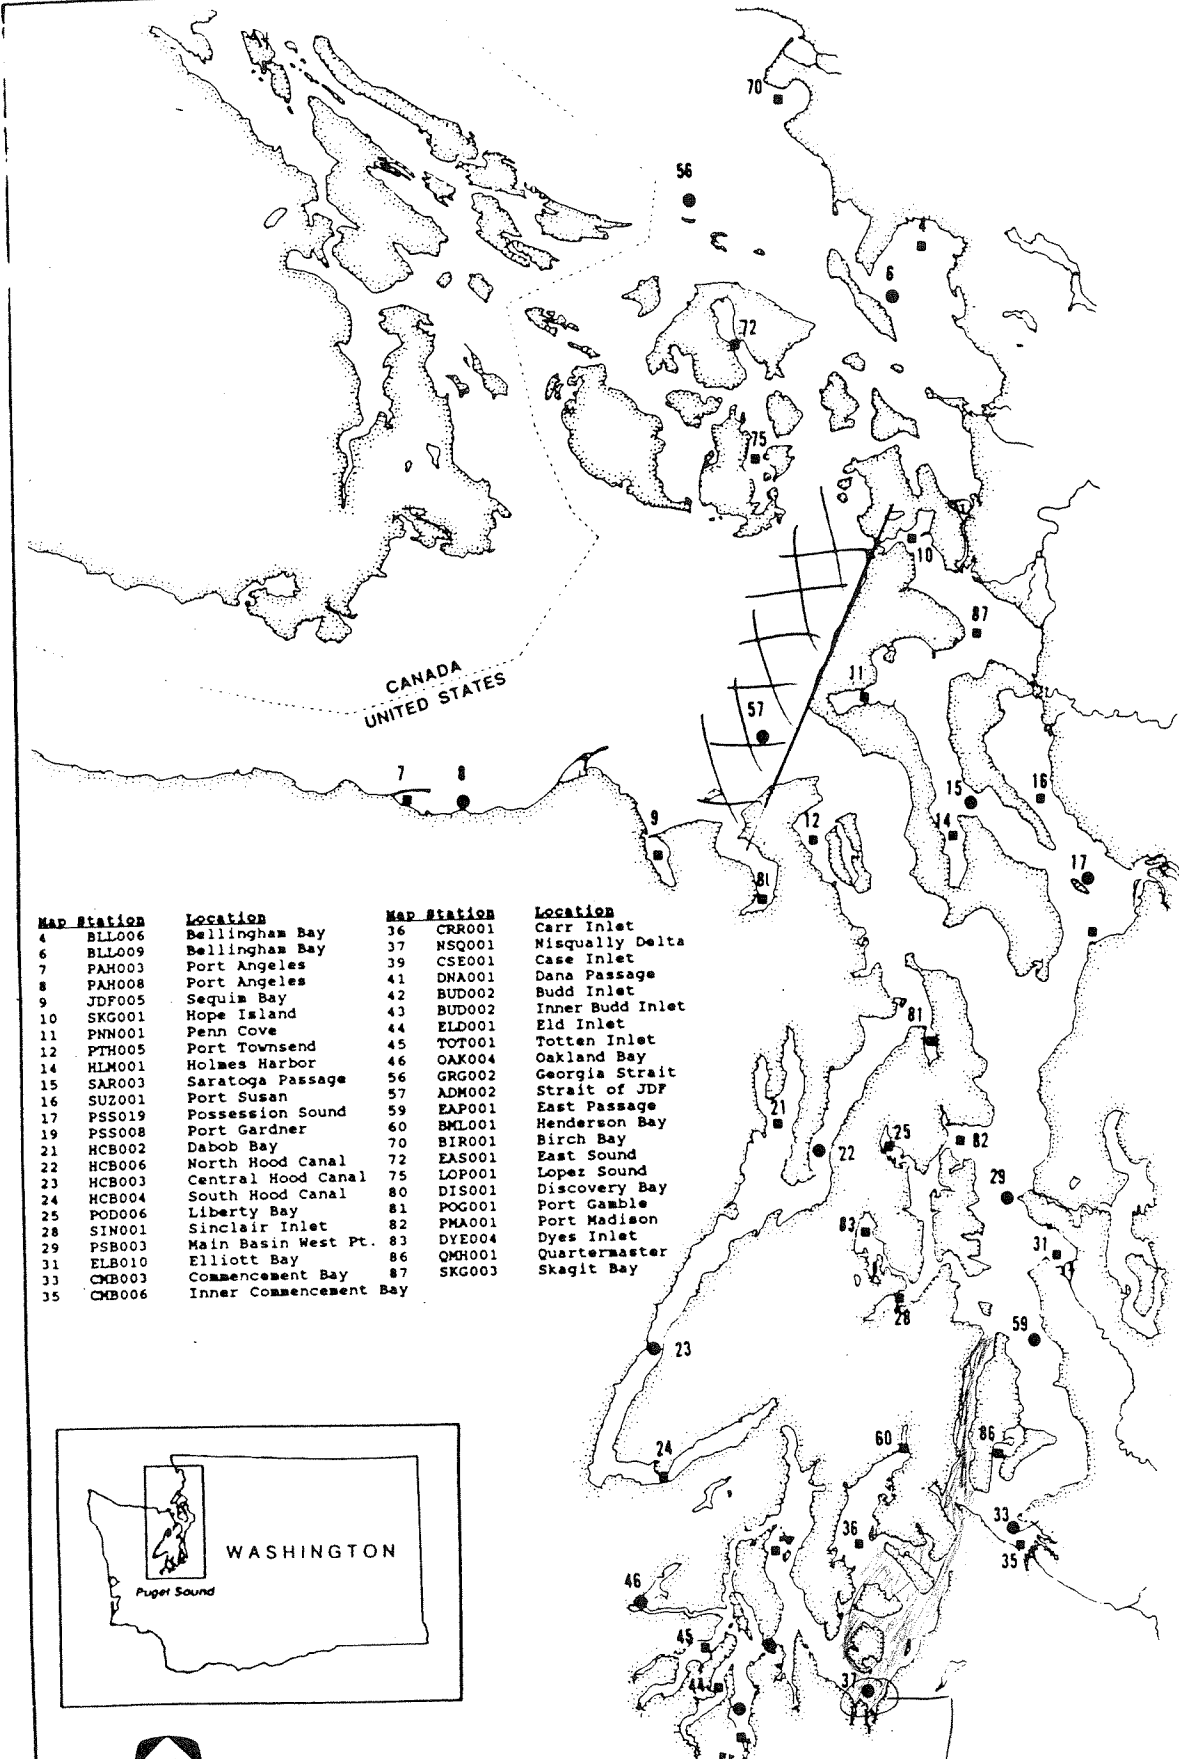 70
56
4
6
72
75
10
87
CANADA
UNITED STATES
11
57
7
8
15
16
9
12
14
17
81
Map Station Location
4 BLL006 Bellingham Bay
6 BLL009 Bellingham Bay
7 PAH003 Port Angeles
8 PAH008 Port Angeles
9 JDF005 Sequim Bay
10 SKG001 Hope Island
11 PNN001 Penn Cove
12 PTH005 Port Townsend
14 HLM001 Holmes Harbor
15 SAR003 Saratoga Passage
16 SUZ001 Port Susan
17 PSS019 Possession Sound
19 PSS008 Port Gardner
21 HCB002 Dabob Bay
22 HCB006 North Hood Canal
23 HCB003 Central Hood Canal
24 HCB004 South Hood Canal
25 POD006 Liberty Bay
28 SIN001 Sinclair Inlet
29 PSB003 Main Basin West Pt.
31 ELB010 Elliott Bay
33 CMB003 Commencement Bay
35 CMB006 Inner Commencement Bay
Map Station Location
36 CRR001 Carr Inlet
37 NSQ001 Nisqually Delta
39 CSE001 Case Inlet
41 DNA001 Dana Passage
42 BUD002 Budd Inlet
43 BUD002 Inner Budd Inlet
44 ELD001 Eld Inlet
45 TOT001 Totten Inlet
46 OAK004 Oakland Bay
56 GRG002 Georgia Strait
57 ADM002 Strait of JDF
59 EAP001 East Passage
60 BML001 Henderson Bay
70 BIR001 Birch Bay
72 EAS001 East Sound
75 LOP001 Lopez Sound
80 DIS001 Discovery Bay
81 POG001 Port Gamble
82 PMA001 Port Madison
83 DYE004 Dyes Inlet
86 QMH001 Quartermaster
87 SKG003 Skagit Bay
81
21
22
25
82
29
83
31
28
59
23
60
86
24
33
36
35
WASHINGTON
Puget Sound
46
45
44
37